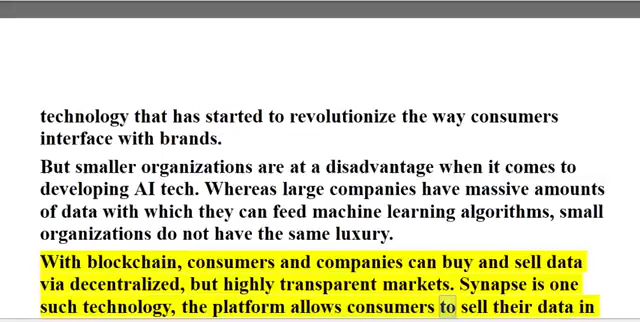 technology that has started to revolutionize the way consumers
interface with brands.
But smaller organizations are at a disadvantage when it comes to
developing AI tech. Whereas large companies have massive amounts
of data with which they can feed machine learning algorithms, small
organizations do not have the same luxury.
With blockchain, consumers and companies can buy and sell data
via decentralized, but highly transparent markets. Synapse is one
such technology, the platform allows consumers to sell their data in